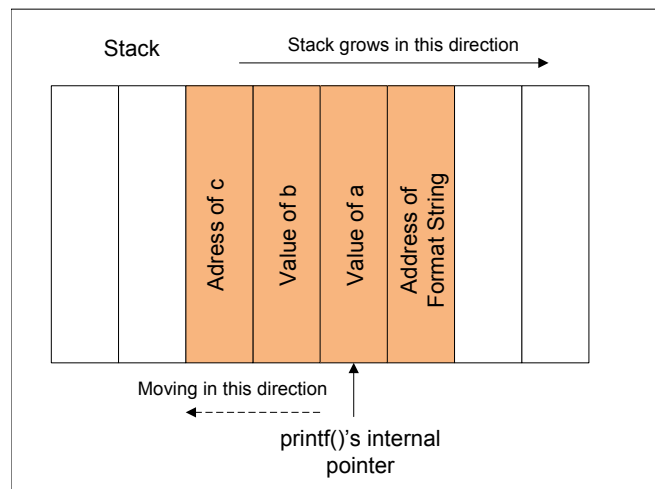 Stack
Stack grows in this direction
Adress of c
Value of b
Value of a
Address of
Format String
Moving in this direction
printf()'s internal
pointer